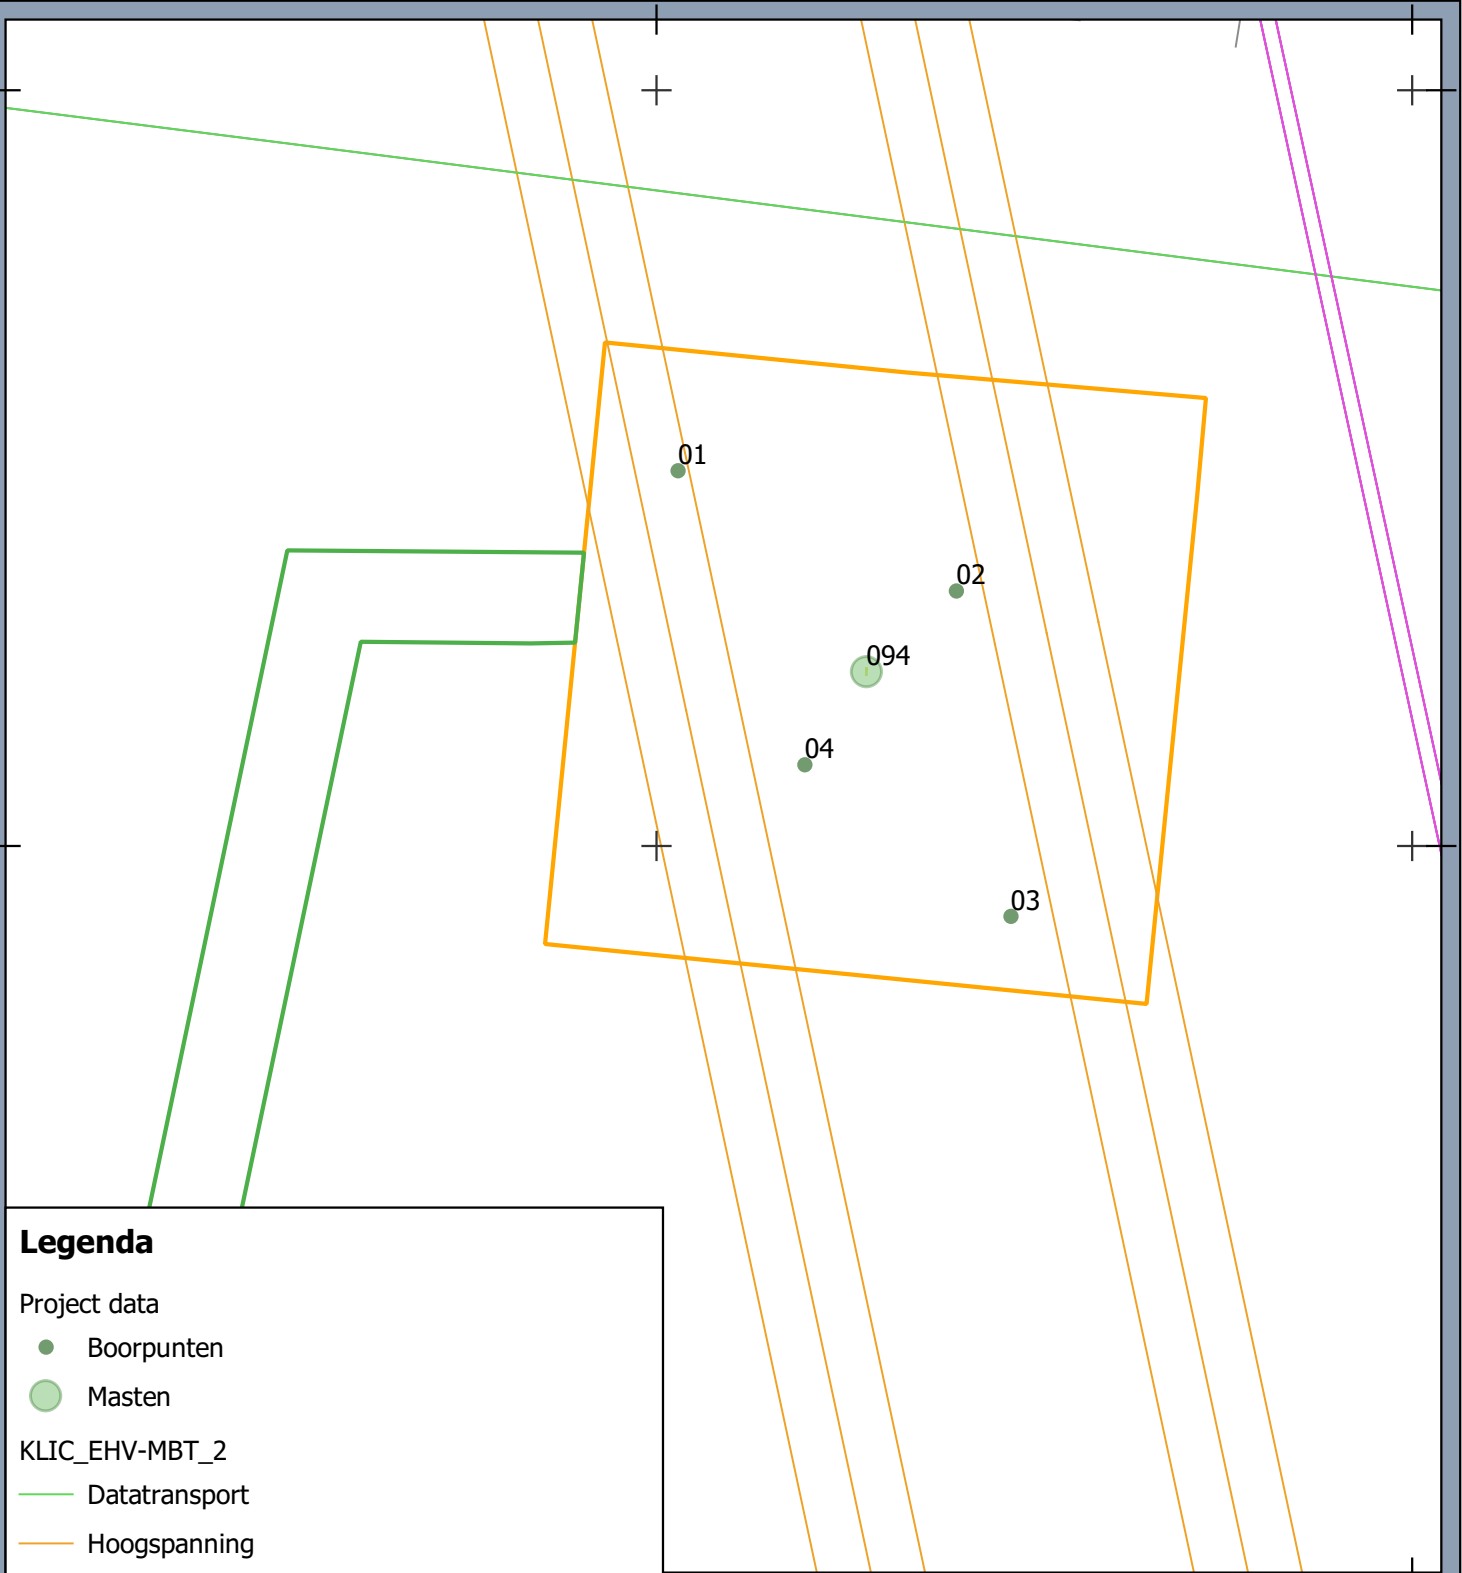 01
02
094
04
03
Legenda
Project data
Boorpunten
Masten
KLIC_EHV-MBT_2
Datatransport
Hoogspanning